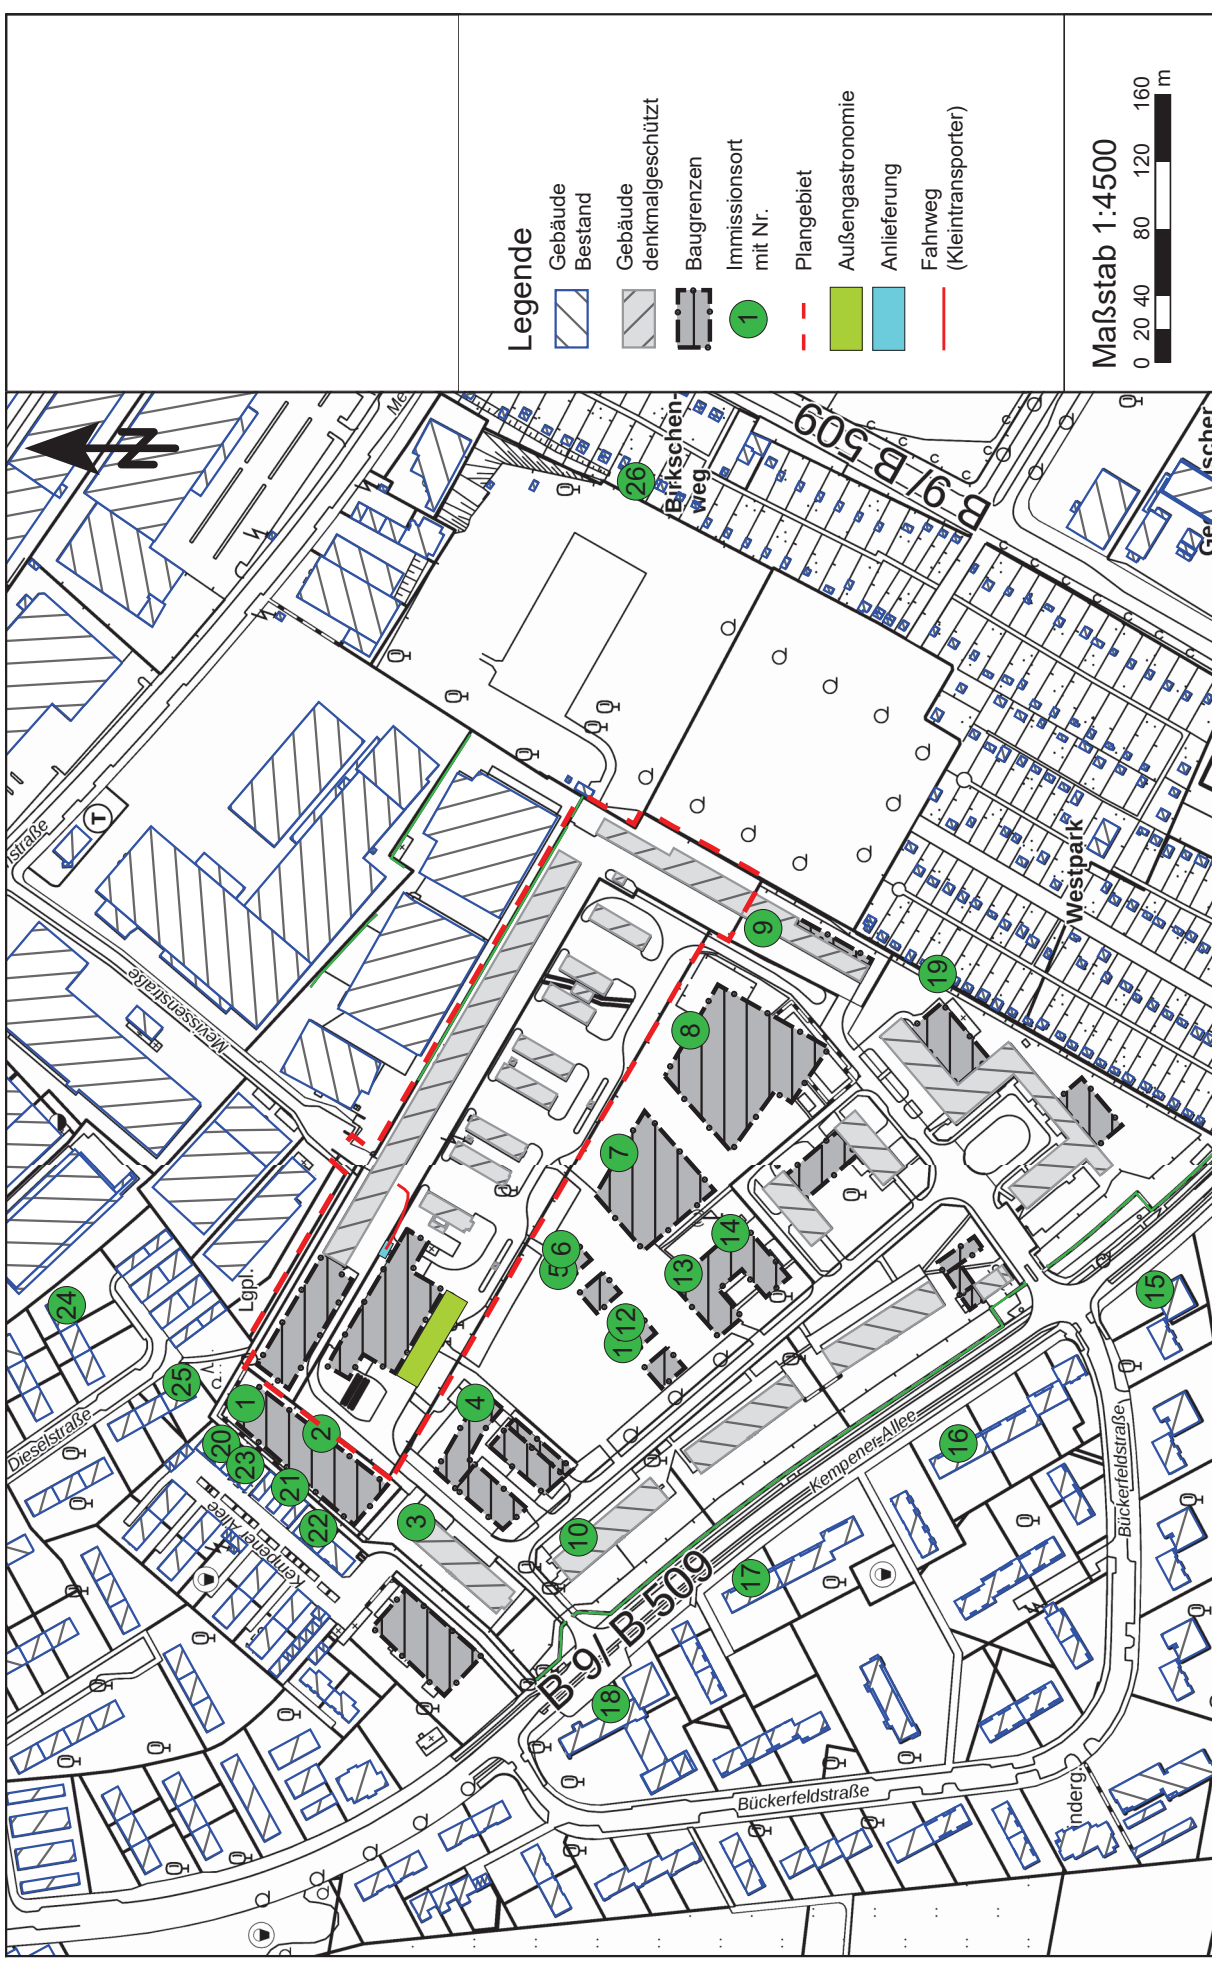 Legende
Gebäude
Bestand
Gebäude
denkmalgeschützt
Baugrenzen
1
Immissionsort
mit Nr.
Plangebiet
Außengastronomie
Anlieferung
Fahrweg
(Kleintransporter)
Maßstab 1:4500
0 20 40 80 120 160 m
N
Dieselstraße
Lgpl.
Mevissenstraße
T
Kempener Allee
Kempener Allee
B 9/ B 509
B 9/ B 509
Birkschen-
weg
Westpark
Bückerfeldstraße
Bückerfeldstraße
24
25
1
2
20
23
21
22
3
4
5
6
12
7
8
9
10
13
14
15
16
17
18
19
26